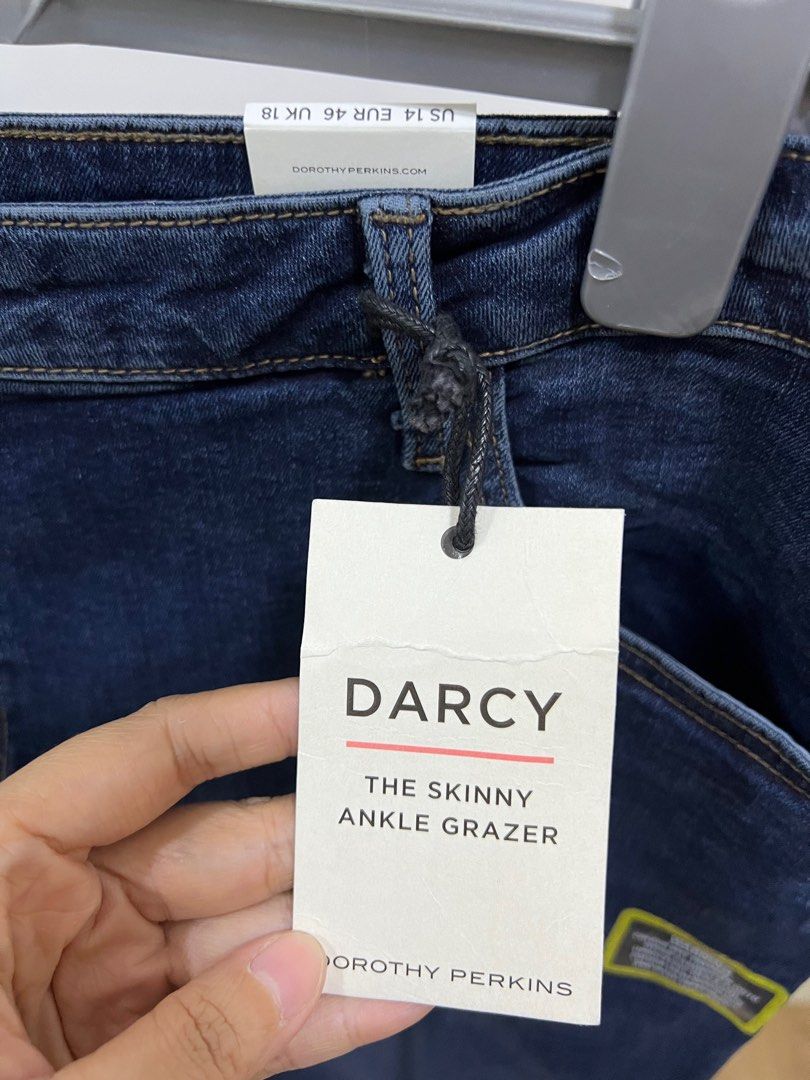 US 14 EUR 46 UK 18
DOROTHYPERKINS.COM
DARCY
THE SKINNY
ANKLE GRAZER
DOROTHY PERKINS